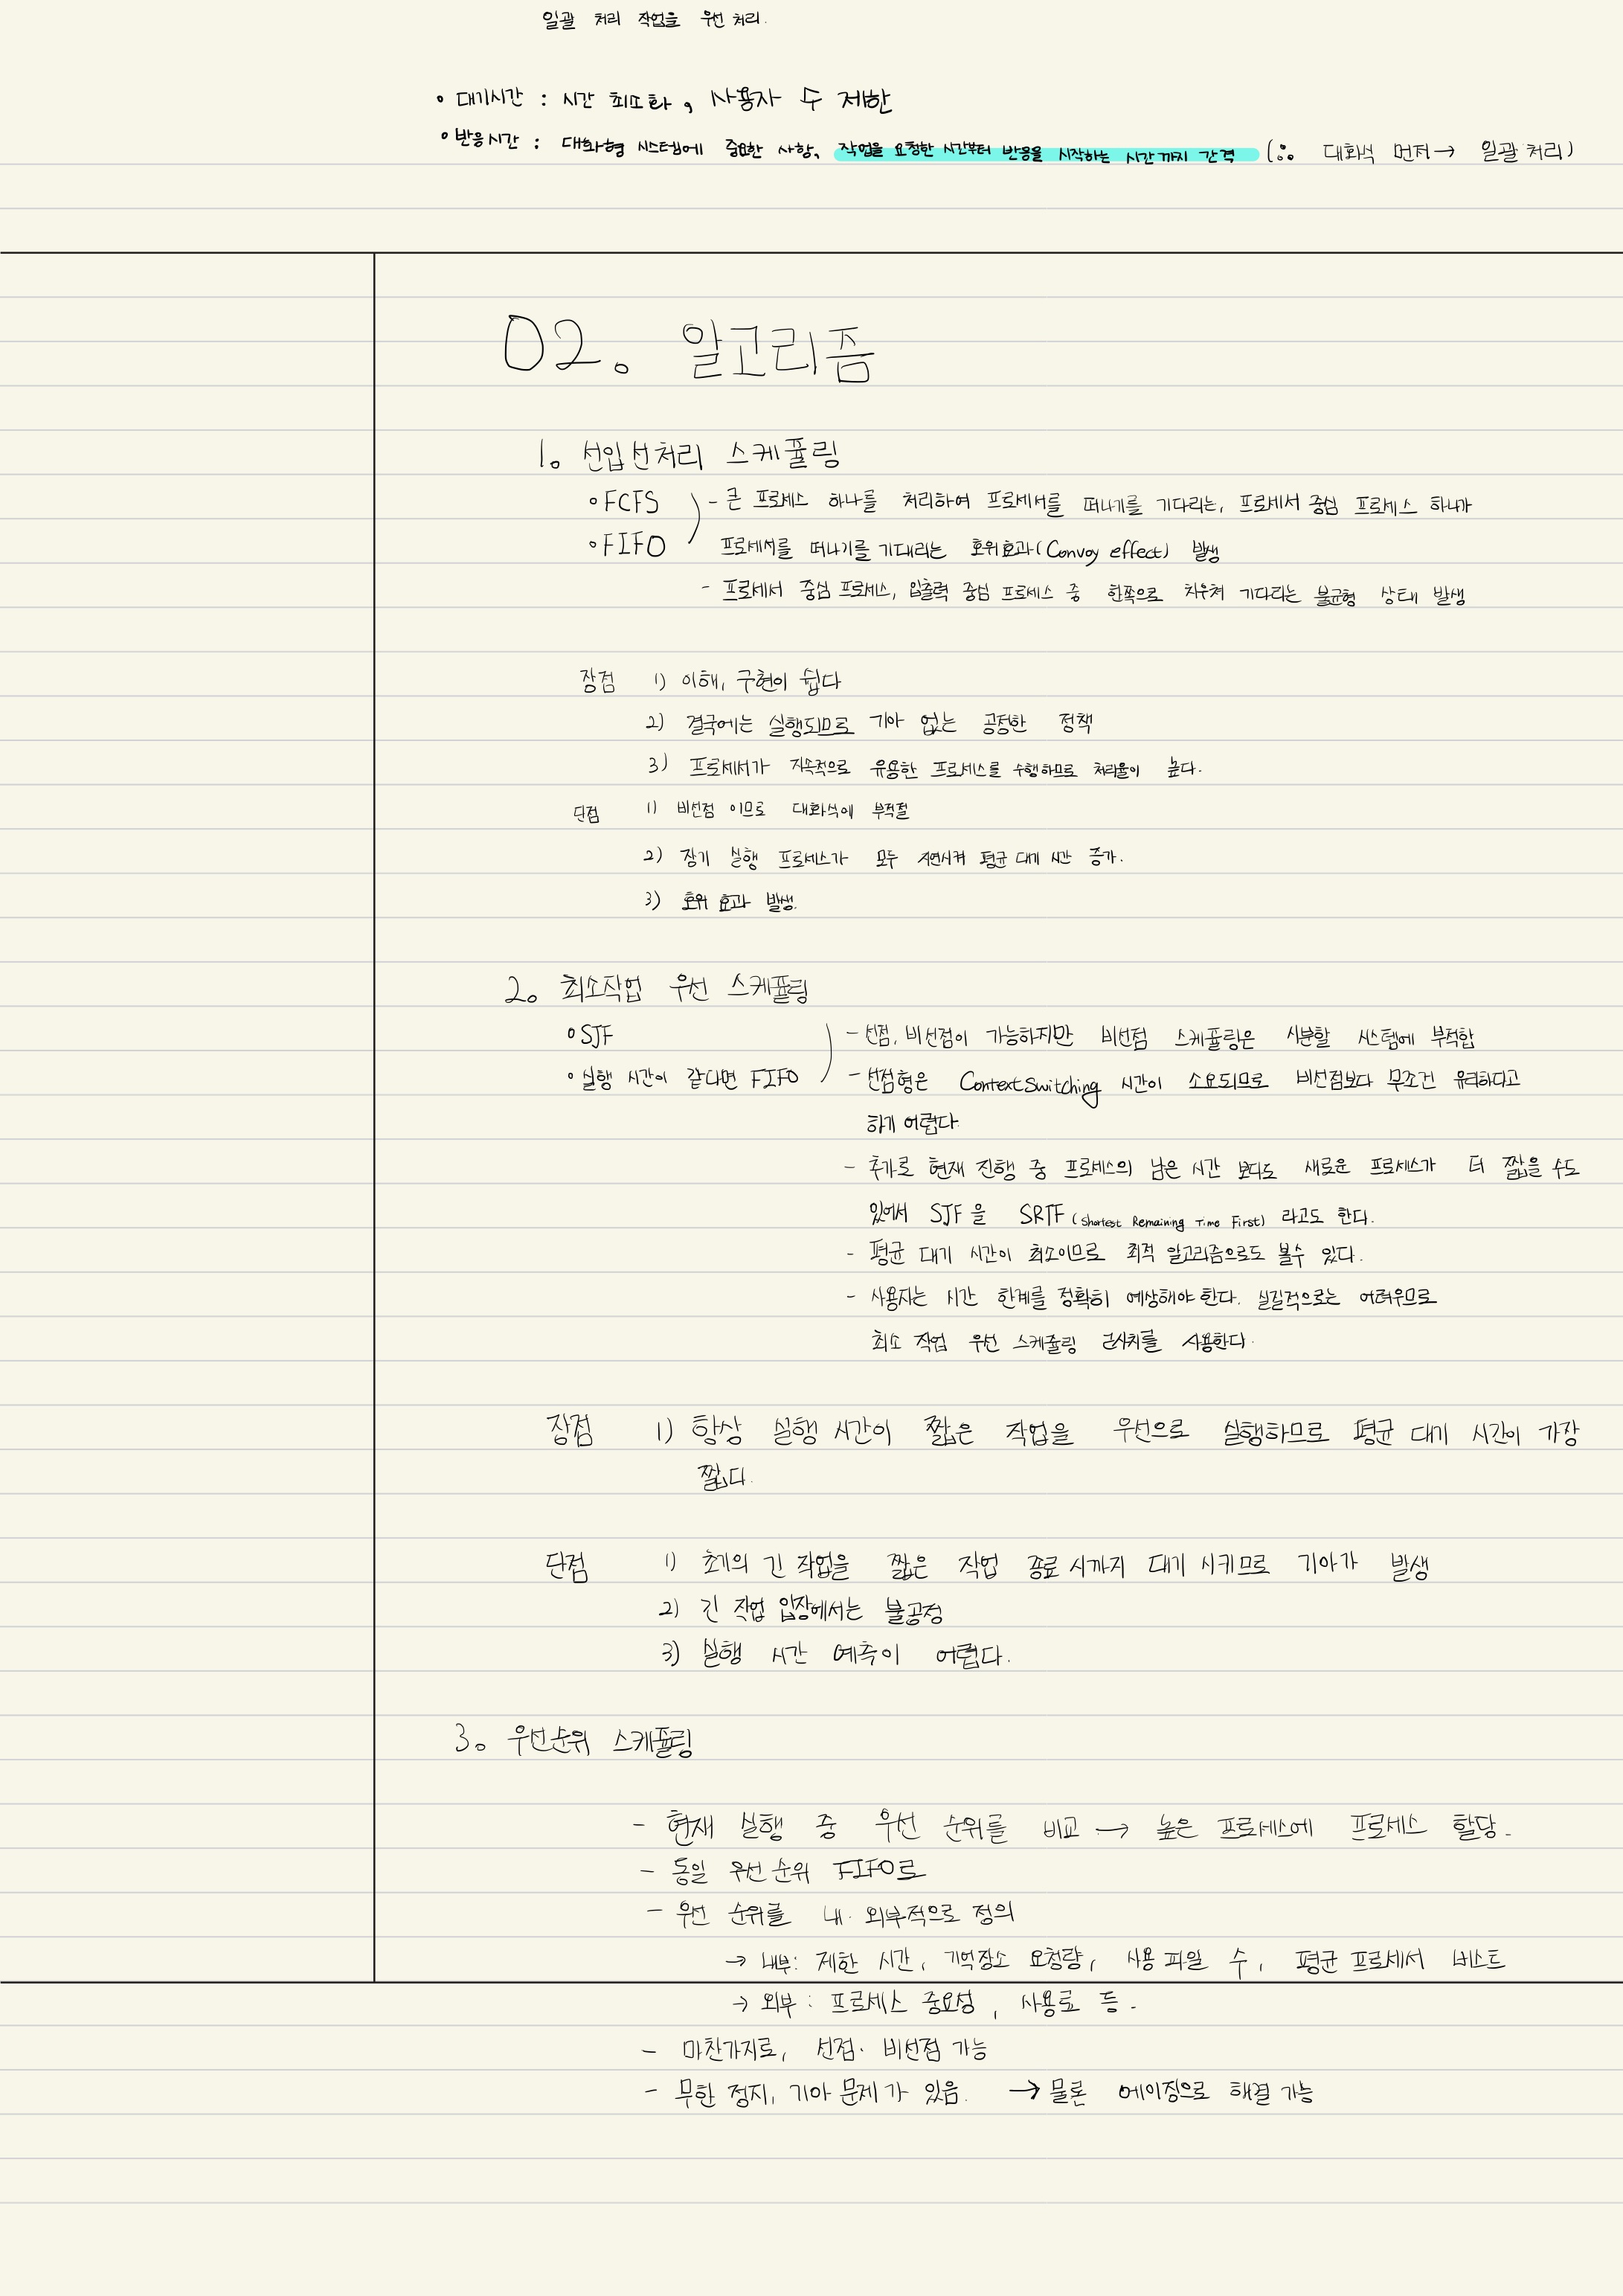 일괄 처리 작업을 우선 처리.
• 대기시간 : 시간 최소화, 사용자 수 제한
• 반응시간 : 대화형 시스템에 중요한 사항, 작업을 요청한 시간부터 반응을 시작하는 시간까지 간격 (∴ 대화식 먼저 → 일괄처리)
02. 알고리즘
1. 선입선처리 스케쥴링
• FCFS - 큰 프로세스 하나를 처리하여 프로세서를 떠나기를 기다리는, 프로세서 중심 프로세스 하나가
• FIFO 프로세서를 떠나기를 기대리는 호위효과(Convoy effect) 발생
- 프로세서 중심 프로세스, 입출력 중심 프로세스 중 한쪽으로 치우쳐 기다리는 불균형 상태 발생
장점 1) 이해, 구현이 쉽다
2) 결국에는 실행되므로 기아 없는 공정한 정책
3) 프로세서가 지속적으로 유용한 프로세스를 수행하므로 처리율이 높다.
단점 1) 비선점 이므로 대화식에 부적절
2) 장기 실행 프로세스가 모두 지연시켜 평균 대기 시간 증가.
3) 호위 효과 발생.
2. 최소작업 우선 스케쥴링
• SJF - 선점, 비선점이 가능하지만 비선점 스케쥴링은 시분할 시스템에 부적합
• 실행 시간이 같다면 FIFO - 선점형은 Context Switching 시간이 소요되므로 비선점보다 무조건 유리하다고
하기 어렵다
- 추가로 현재 진행 중 프로세스의 남은 시간 보다도 새로운 프로세스가 더 짧을 수도
있어서 SJF을 SRTF (Shortest Remaining Time First) 라고도 한다.
- 평균 대기 시간이 최소이므로 최적 알고리즘으로도 볼수 있다.
- 사용자는 시간 한계를 정확히 예상해야 한다. 실질적으로는 어려우므로
최소 작업 우선 스케쥴링 근사치를 사용한다.
장점 1) 항상 실행 시간이 짧은 작업을 우선으로 실행하므로 평균 대기 시간이 가장
짧다.
단점 1) 초기의 긴 작업을 짧은 작업 종료 시까지 대기 시키므로 기아가 발생
2) 긴 작업 입장에서는 불공정
3) 실행 시간 예측이 어렵다.
3. 우선순위 스케쥴링
- 현재 실행 중 우선 순위를 비교 → 높은 프로세스에 프로세스 할당.
- 동일 우선순위 FIFO로
- 우선 순위를 내·외부적으로 정의
→ 내부: 제한 시간, 기억장소 요청량, 사용 파일 수, 평균 프로세서 버스트
→ 외부 : 프로세스 중요성, 사용료 등.
- 마찬가지로, 선점·비선점 가능
- 무한 정지, 기아 문제가 있음. → 물론 에이징으로 해결 가능